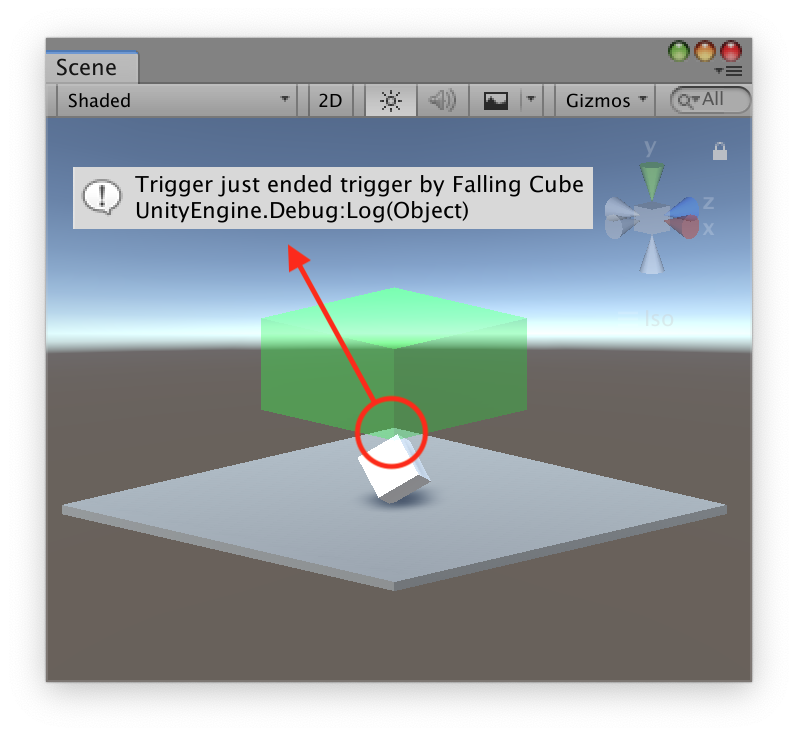 Scene
Shaded
2D
Gizmos
All
Trigger just ended trigger by Falling Cube
UnityEngine.Debug:Log(Object)
y
z
x
Iso